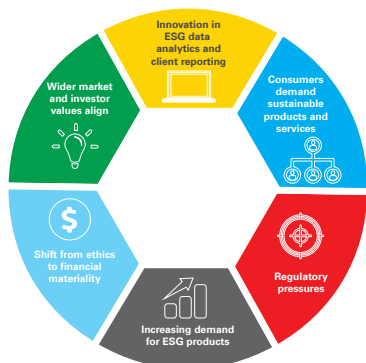 Innovation in
ESG data
analytics and
client reporting
Consumers
demand
sustainable
products and
services
Regulatory
pressures
Increasing demand
for ESG products
Shift from ethics
to financial
materiality
$
Wider market
and investor
values align